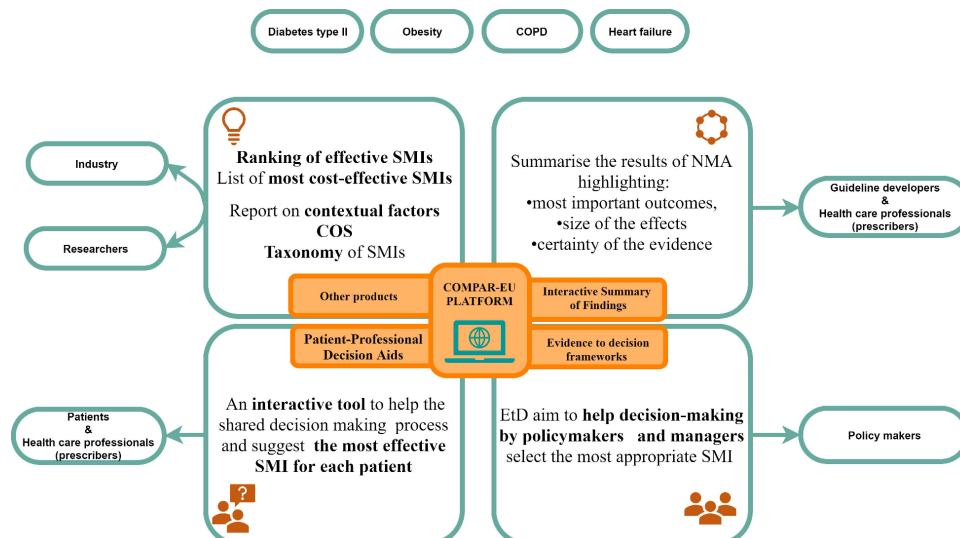 Diabetes type II
Obesity
COPD
Heart failure
Industry
Researchers
Ranking of effective SMIs
List of most cost-effective SMIs
Report on contextual factors
COS
Taxonomy of SMIs
Summarise the results of NMA
highlighting:
•most important outcomes,
•size of the effects
•certainty of the evidence
Guideline developers
&
Health care professionals
(prescribers)
Other products
COMPAR-EU
PLATFORM
Interactive Summary
of Findings
Patient-Professional
Decision Aids
Evidence to decision
frameworks
Patients
&
Health care professionals
(prescribers)
An interactive tool to help the
shared decision making process
and suggest the most effective
SMI for each patient
?
EtD aim to help decision-making
by policymakers and managers
select the most appropriate SMI
Policy makers